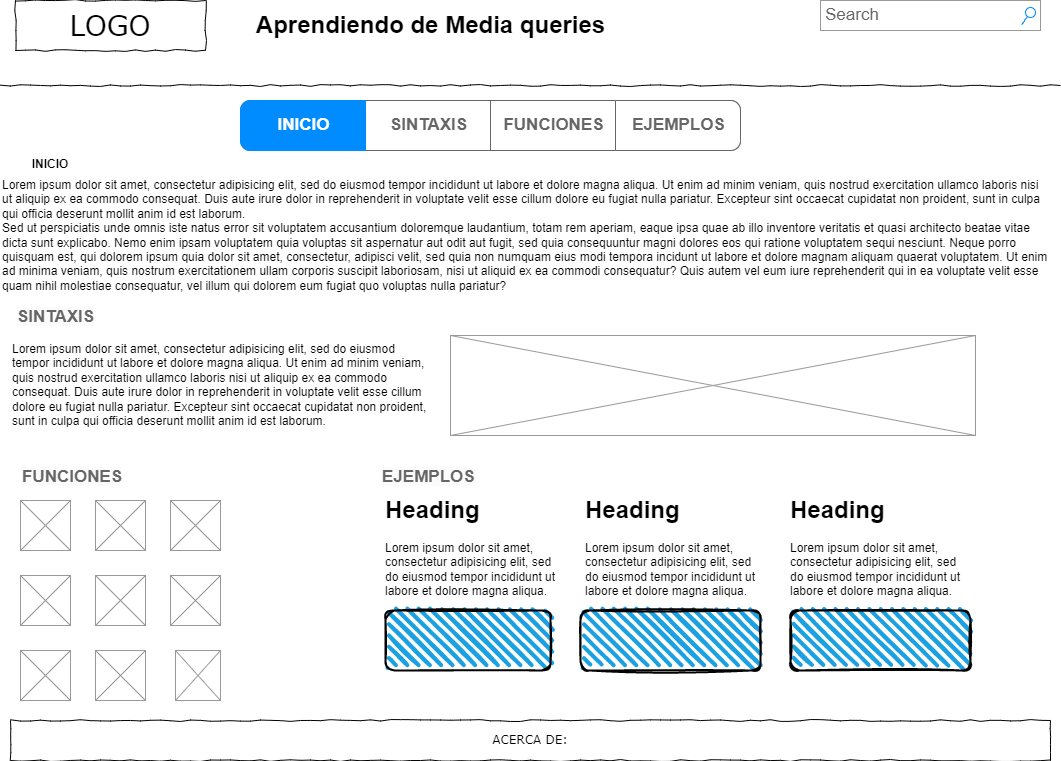 LOGO
Aprendiendo de Media queries
Search
INICIO
SINTAXIS
FUNCIONES
EJEMPLOS
INICIO
Lorem ipsum dolor sit amet, consectetur adipisicing elit, sed do eiusmod tempor incididunt ut labore et dolore magna aliqua. Ut enim ad minim veniam, quis nostrud exercitation ullamco laboris nisi
ut aliquip ex ea commodo consequat. Duis aute irure dolor in reprehenderit in voluptate velit esse cillum dolore eu fugiat nulla pariatur. Excepteur sint occaecat cupidatat non proident, sunt in culpa
qui officia deserunt mollit anim id est laborum.
Sed ut perspiciatis unde omnis iste natus error sit voluptatem accusantium doloremque laudantium, totam rem aperiam, eaque ipsa quae ab illo inventore veritatis et quasi architecto beatae vitae
dicta sunt explicabo. Nemo enim ipsam voluptatem quia voluptas sit aspernatur aut odit aut fugit, sed quia consequuntur magni dolores eos qui ratione voluptatem sequi nesciunt. Neque porro
quisquam est, qui dolorem ipsum quia dolor sit amet, consectetur, adipisci velit, sed quia non numquam eius modi tempora incidunt ut labore et dolore magnam aliquam quaerat voluptatem. Ut enim
ad minima veniam, quis nostrum exercitationem ullam corporis suscipit laboriosam, nisi ut aliquid ex ea commodi consequatur? Quis autem vel eum iure reprehenderit qui in ea voluptate velit esse
quam nihil molestiae consequatur, vel illum qui dolorem eum fugiat quo voluptas nulla pariatur?
SINTAXIS
Lorem ipsum dolor sit amet, consectetur adipisicing elit, sed do eiusmod
tempor incididunt ut labore et dolore magna aliqua. Ut enim ad minim veniam,
quis nostrud exercitation ullamco laboris nisi ut aliquip ex ea commodo
consequat. Duis aute irure dolor in reprehenderit in voluptate velit esse cillum
dolore eu fugiat nulla pariatur. Excepteur sint occaecat cupidatat non proident,
sunt in culpa qui officia deserunt mollit anim id est laborum.
FUNCIONES
EJEMPLOS
Heading
Lorem ipsum dolor sit amet,
consectetur adipisicing elit, sed
do eiusmod tempor incididunt ut
labore et dolore magna aliqua.
Heading
Lorem ipsum dolor sit amet,
consectetur adipisicing elit, sed
do eiusmod tempor incididunt ut
labore et dolore magna aliqua.
Heading
Lorem ipsum dolor sit amet,
consectetur adipisicing elit, sed
do eiusmod tempor incididunt ut
labore et dolore magna aliqua.
ACERCA DE: